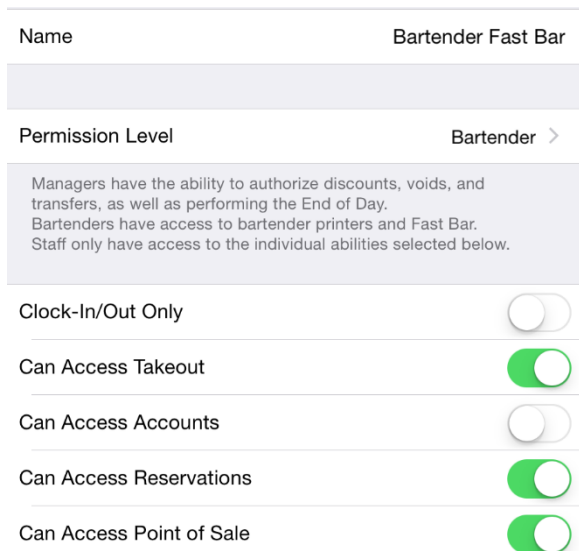 Name Bartender Fast Bar
Permission Level Bartender
Managers have the ability to authorize discounts, voids, and
transfers, as well as performing the End of Day.
Bartenders have access to bartender printers and Fast Bar.
Staff only have access to the individual abilities selected below.
Clock-In/Out Only
Can Access Takeout
Can Access Accounts
Can Access Reservations
Can Access Point of Sale